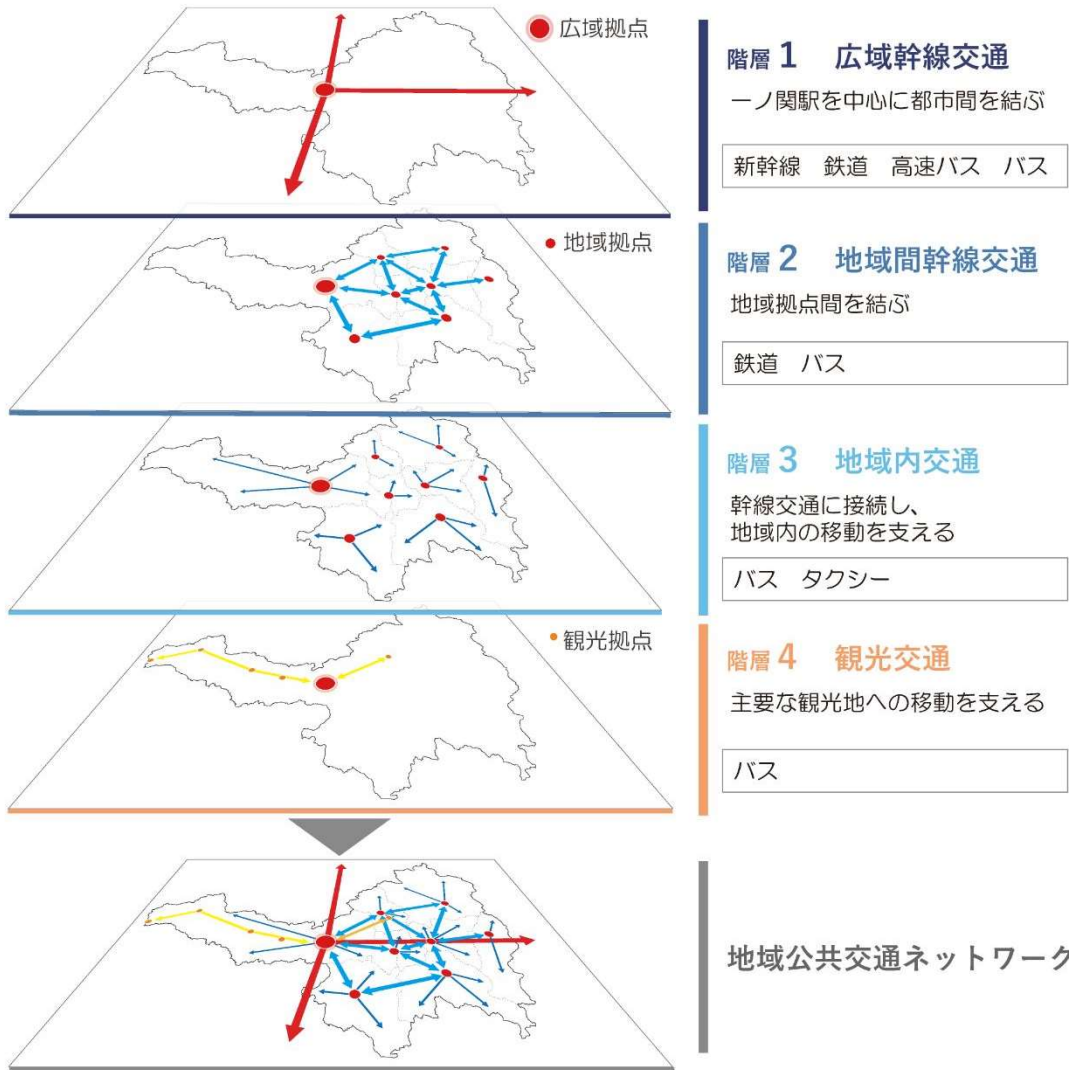 広域拠点
階層 1 広域幹線交通
一ノ関駅を中心に都市間を結ぶ
新幹線 鉄道 高速バス バス
地域拠点
階層 2 地域間幹線交通
地域拠点間を結ぶ
鉄道 バス
階層 3 地域内交通
幹線交通に接続し、
地域内の移動を支える
バス タクシー
観光拠点
階層 4 観光交通
主要な観光地への移動を支える
バス
地域公共交通ネットワーク